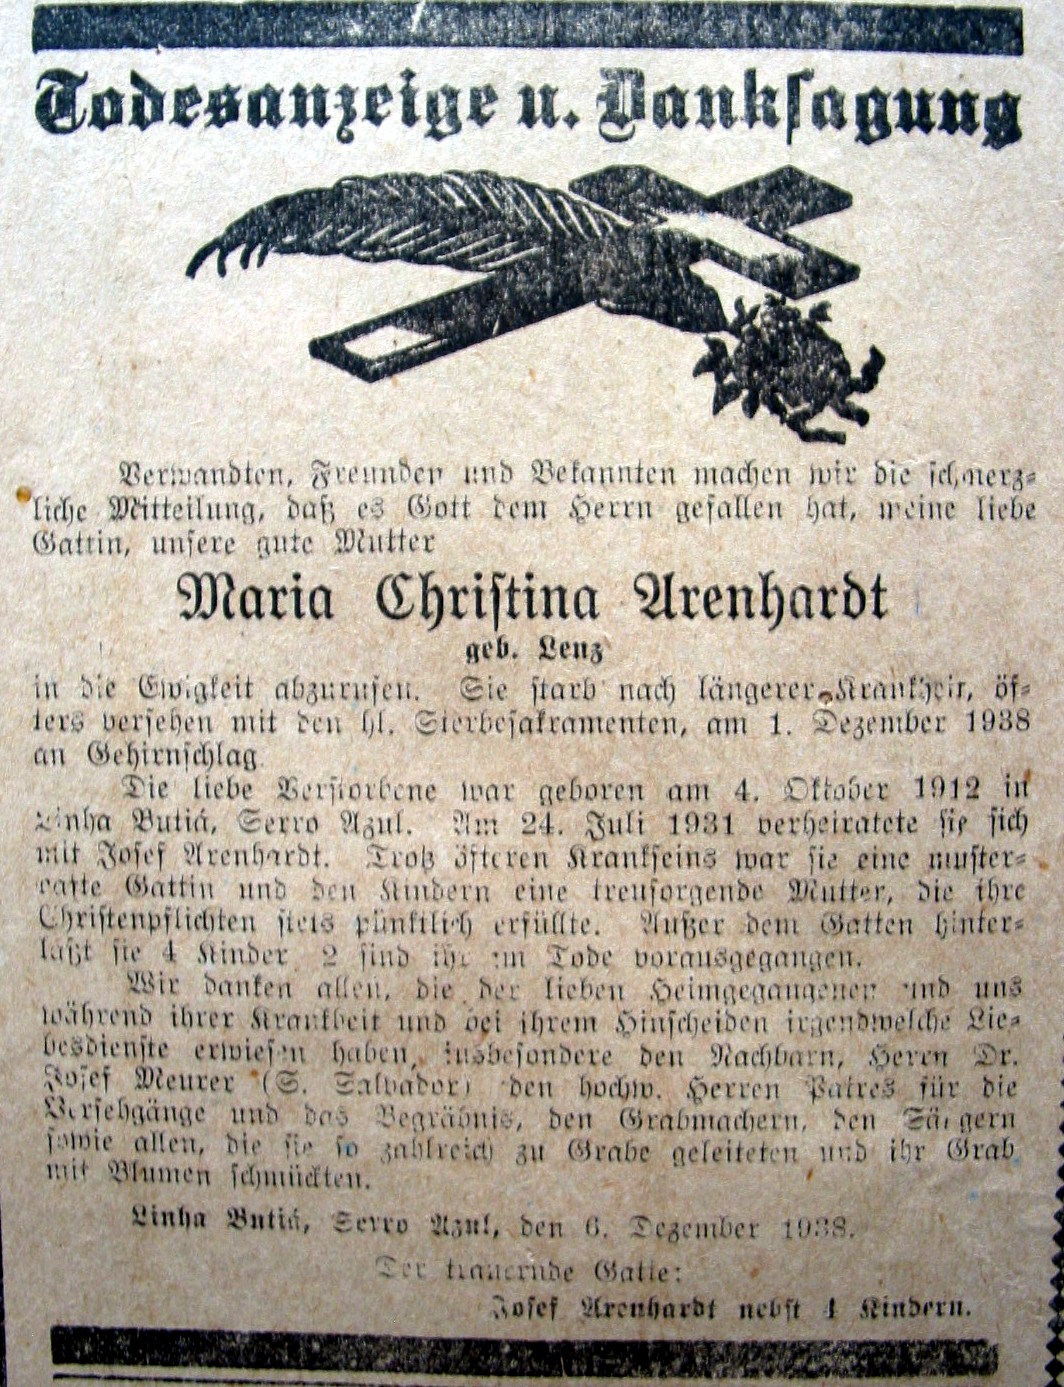 Todesanzeige u. Danksagung
Verwandten, Freunden und Bekannten machen wir die schmerz-
liche Mitteilung, daß es Gott dem Herrn gefallen hat, meine liebe
Gattin, unsere gute Mutter
Maria Christina Arenhardt
geb. Lenz
in die Ewigkeit abzurufen. Sie starb nach längerer Krankheit, öf-
ters versehen mit den hl. Sterbesakramenten, am 1. Dezember 1938
an Gehirnschlag
Die liebe Verstorbene war geboren am 4. Oktober 1912 in
Linha Butiá, Serro Azul. Am 24. Juli 1931 verheiratete sie sich
mit Josef Arenhardt. Trotz öfteren Krankseins war sie eine muster-
hafte Gattin und den Kindern eine treusorgende Mutter, die ihre
Christenpflichten stets pünktlich erfüllte. Außer dem Gatten hinter-
läßt sie 4 Kinder 2 sind ihr im Tode vorausgegangen.
Wir danken allen, die der lieben Heimgegangenen und uns
während ihrer Krankheit und bei ihrem Hinscheiden irgendwelche Lie-
besdienste erwiesen haben, insbesondere den Nachbarn, Herrn Dr.
Josef Meurer (S. Salvador) den hochw. Herren Patres für die
Versehgänge und das Begräbnis, den Grabmachern, den Sängern
sowie allen, die sie so zahlreich zu Grabe geleiteten und ihr Grab
mit Blumen schmückten.
Linha Butiá, Serro Azul, den 6. Dezember 1938.
Der trauernde Gatte:
Josef Arenhardt nebst 4 Kindern.